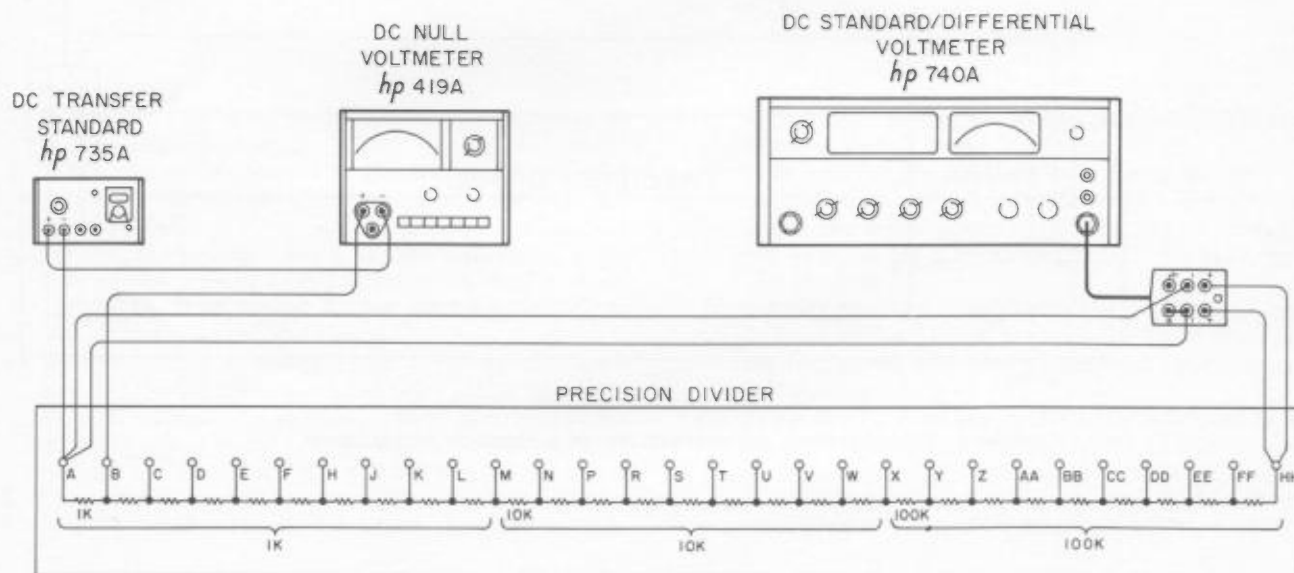 DC STANDARD/DIFFERENTIAL
VOLTMETER
hp 740A
DC NULL
VOLTMETER
hp 419A
DC TRANSFER
STANDARD
hp 735A
+ -
+ -
PRECISION DIVIDER
A B C D E F H J K L M N P R S T U V W X Y Z AA BB CC DD EE FF HH
1K 10K 100K
1K 10K 100K